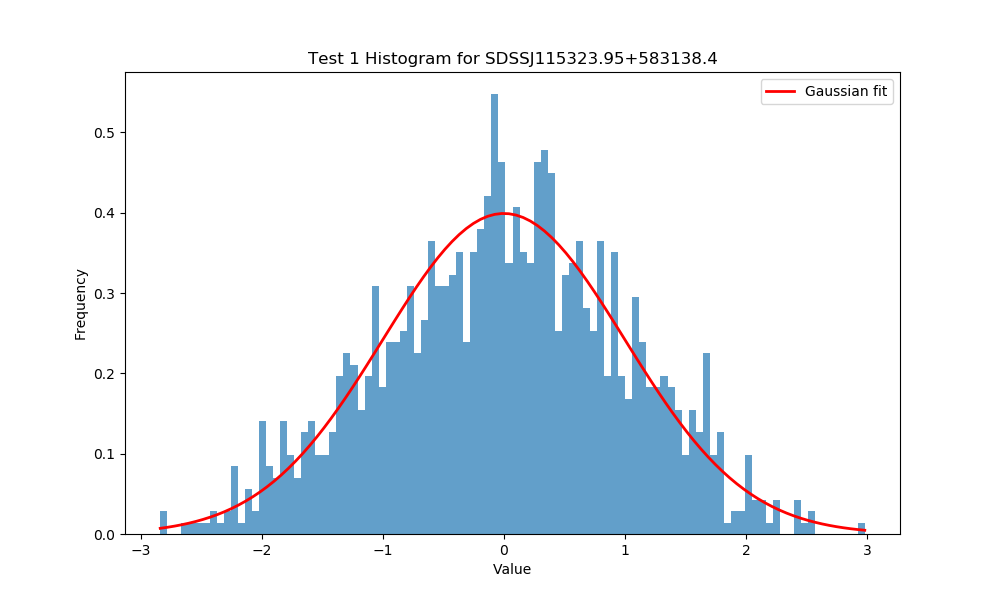 Test 1 Histogram for SDSSJ115323.95+583138.4
Gaussian fit
0.5
0.4
0.3
0.2
0.1
0.0
Frequency
−3 −2 −1 0 1 2 3
Value